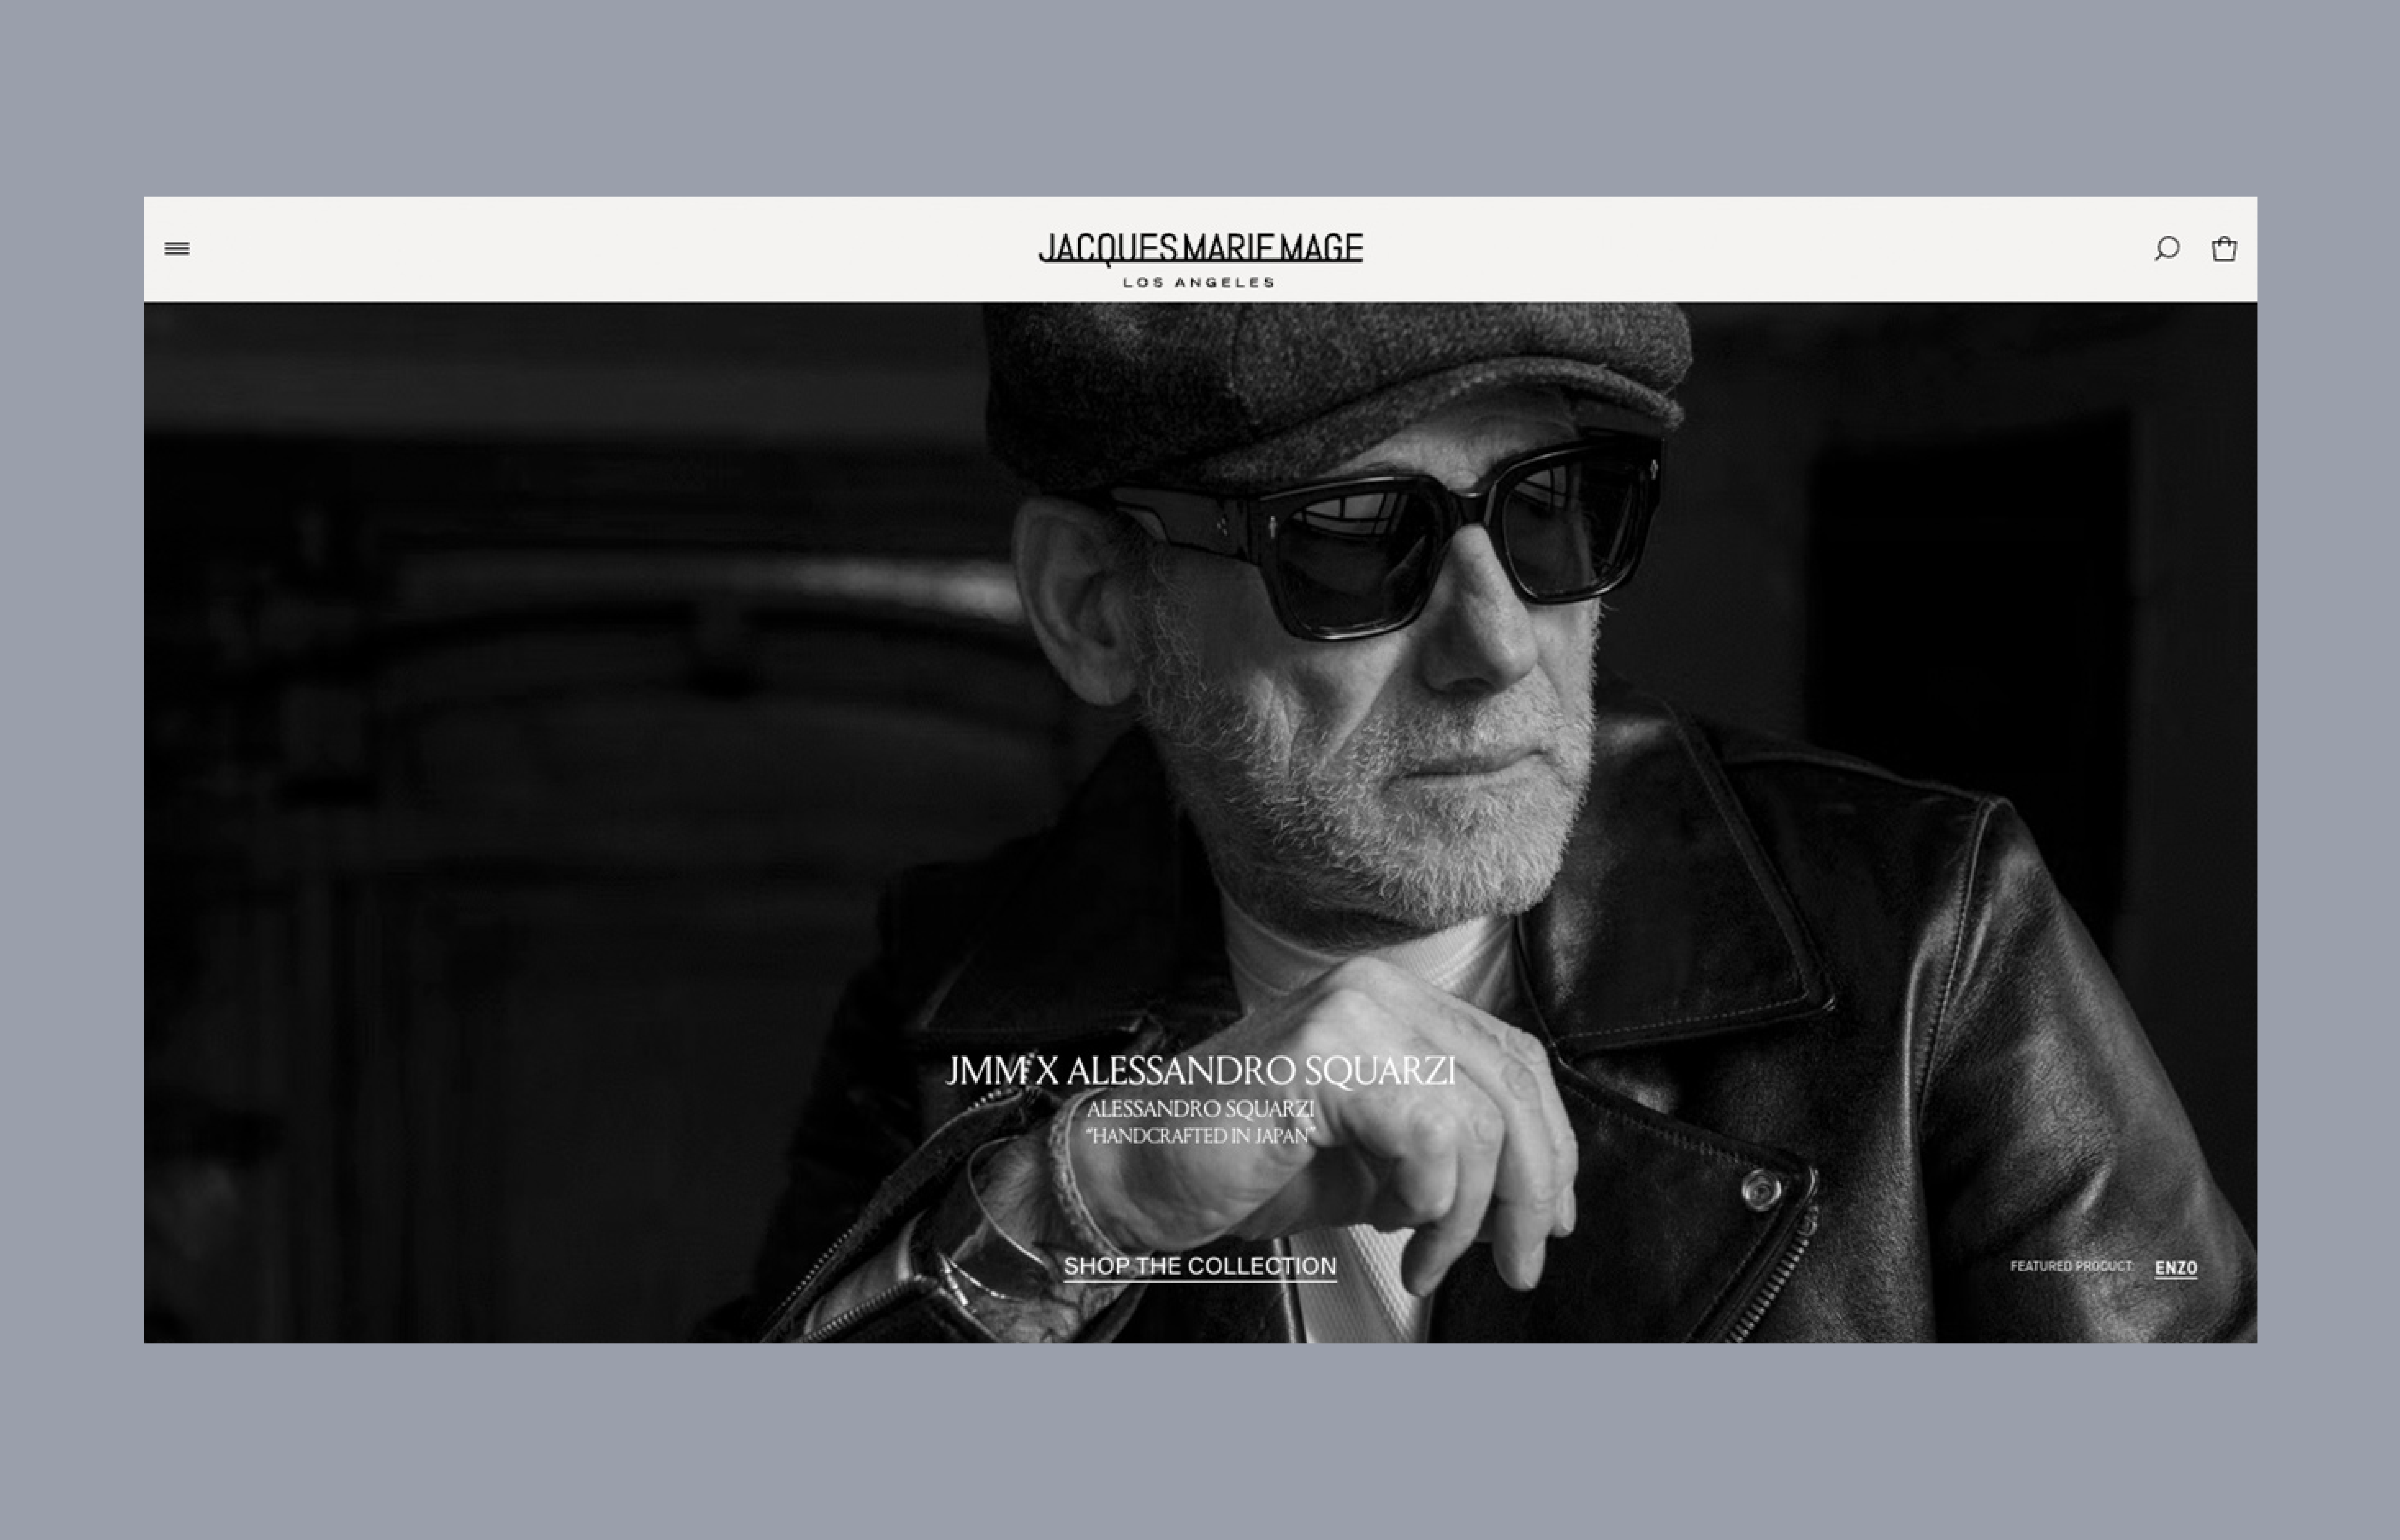 JACQUES MARIE MAGE
LOS ANGELES
JMM X ALESSANDRO SQUARZI
ALESSANDRO SQUARZI
“HANDCRAFTED IN JAPAN”
SHOP THE COLLECTION
FEATURED PRODUCT: ENZO